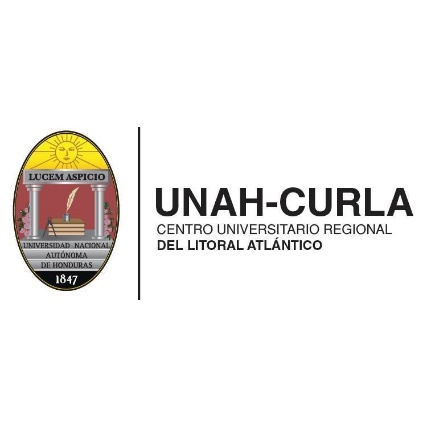 LUCEM ASPICIO
UNIVERSIDAD NACIONAL
AUTÓNOMA
DE HONDURAS
1847
UNAH-CURLA
CENTRO UNIVERSITARIO REGIONAL
DEL LITORAL ATLÁNTICO